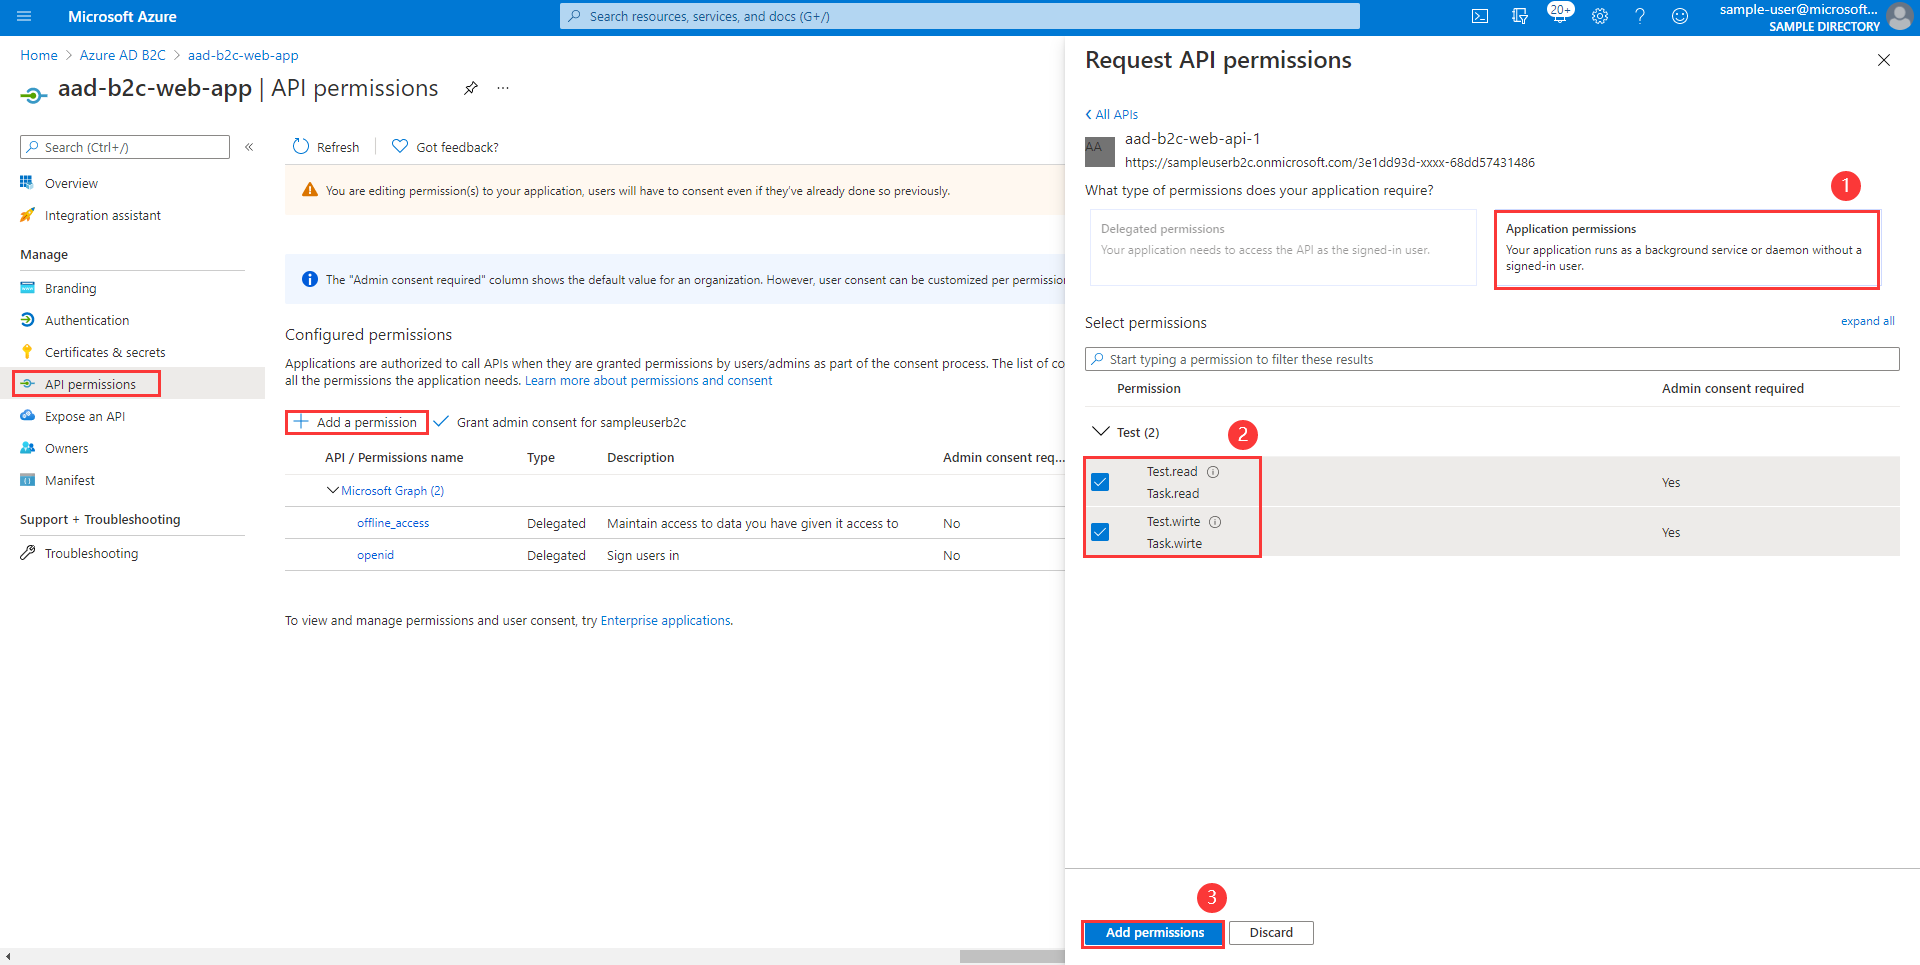 Microsoft Azure
Search resources, services, and docs (G+/)
20+
sample-user@microsoft...
SAMPLE DIRECTORY
Home > Azure AD B2C > aad-b2c-web-app
aad-b2c-web-app | API permissions
...
Search (Ctrl+/)
«
Overview
Integration assistant
Manage
Branding
Authentication
Certificates & secrets
API permissions
Expose an API
Owners
Manifest
Support + Troubleshooting
Troubleshooting
Refresh
Got feedback?
You are editing permission(s) to your application, users will have to consent even if they've already done so previously.
The "Admin consent required" column shows the default value for an organization. However, user consent can be customized per permission
Configured permissions
Applications are authorized to call APIs when they are granted permissions by users/admins as part of the consent process. The list of co
all the permissions the application needs. Learn more about permissions and consent
Add a permission
Grant admin consent for sampleuserb2c
API / Permissions name Type Description Admin consent req...
Microsoft Graph (2)
offline_access Delegated Maintain access to data you have given it access to No
openid Delegated Sign users in No
To view and manage permissions and user consent, try Enterprise applications.
Request API permissions
All APIs
AA
aad-b2c-web-api-1
https://sampleuserb2c.onmicrosoft.com/3e1dd93d-xxxx-68dd57431486
What type of permissions does your application require?
1
Delegated permissions
Your application needs to access the API as the signed-in user.
Application permissions
Your application runs as a background service or daemon without a
signed-in user.
Select permissions
expand all
Start typing a permission to filter these results
Permission Admin consent required
Test (2)
2
Test.read
Task.read
Yes
Test.wirte
Task.wirte
Yes
3
Add permissions
Discard